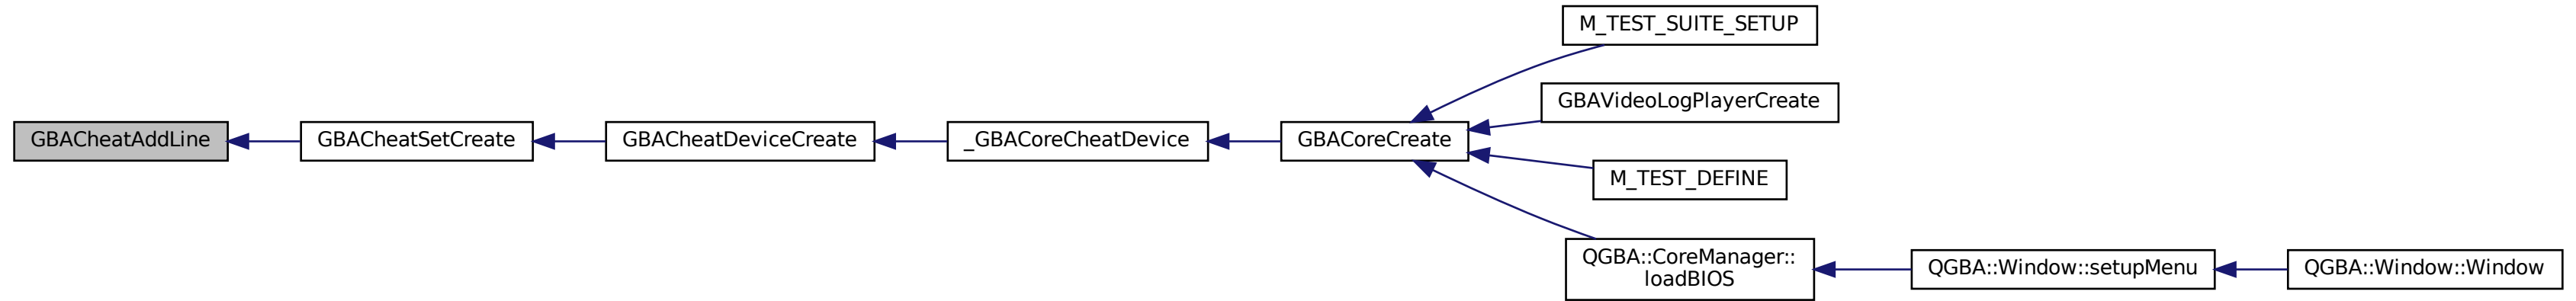 GBACheatAddLine
GBACheatSetCreate
GBACheatDeviceCreate
_GBACoreCheatDevice
GBACoreCreate
M_TEST_SUITE_SETUP
GBAVideoLogPlayerCreate
M_TEST_DEFINE
QGBA::CoreManager::
loadBIOS
QGBA::Window::setupMenu
QGBA::Window::Window